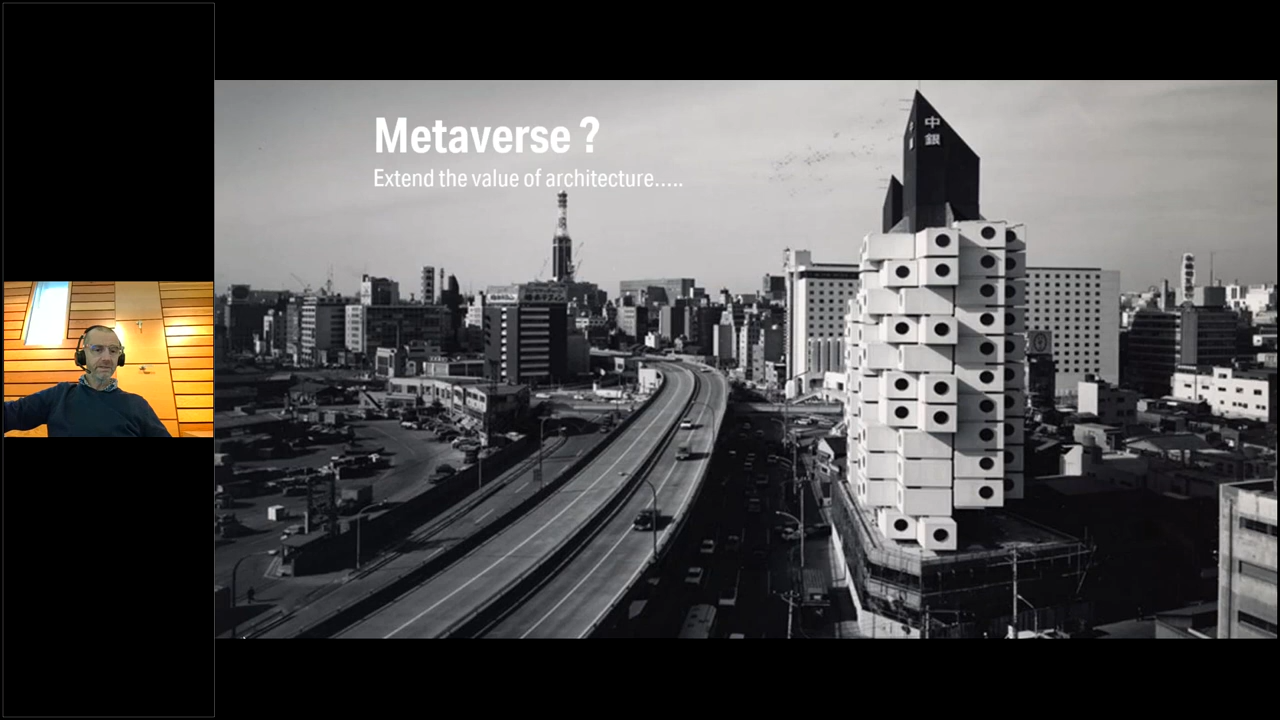 Metaverse ?
Extend the value of architecture.....
中
銀